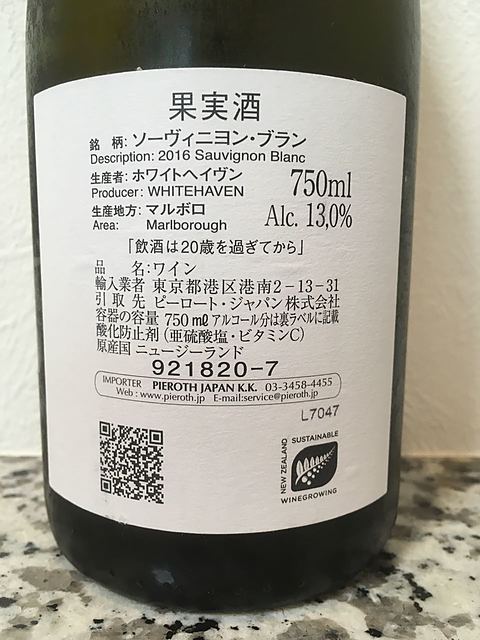 果実酒
銘 柄: ソーヴィニヨン・ブラン
Description: 2016 Sauvignon Blanc
生産者: ホワイトヘイヴン
Producer: WHITEHAVEN
750ml
生産地方: マルボロ
Area: Marlborough
Alc. 13,0%
「飲酒は20歳を過ぎてから」
品 名:ワイン
輸入業者 東京都港区港南2-13-31
引 取 先 ピーロート・ジャパン株式会社
容器の容量 750㎖ アルコール分は裏ラベルに記載
酸化防止剤(亜硫酸塩・ビタミンC)
原産国 ニュージーランド
921820-7
IMPORTER PIEROTH JAPAN K.K. 03-3458-4455
Web : www.pieroth.jp E-mail:service@pieroth.jp
L7047
SUSTAINABLE
NEW ZEALAND
WINEGROWING